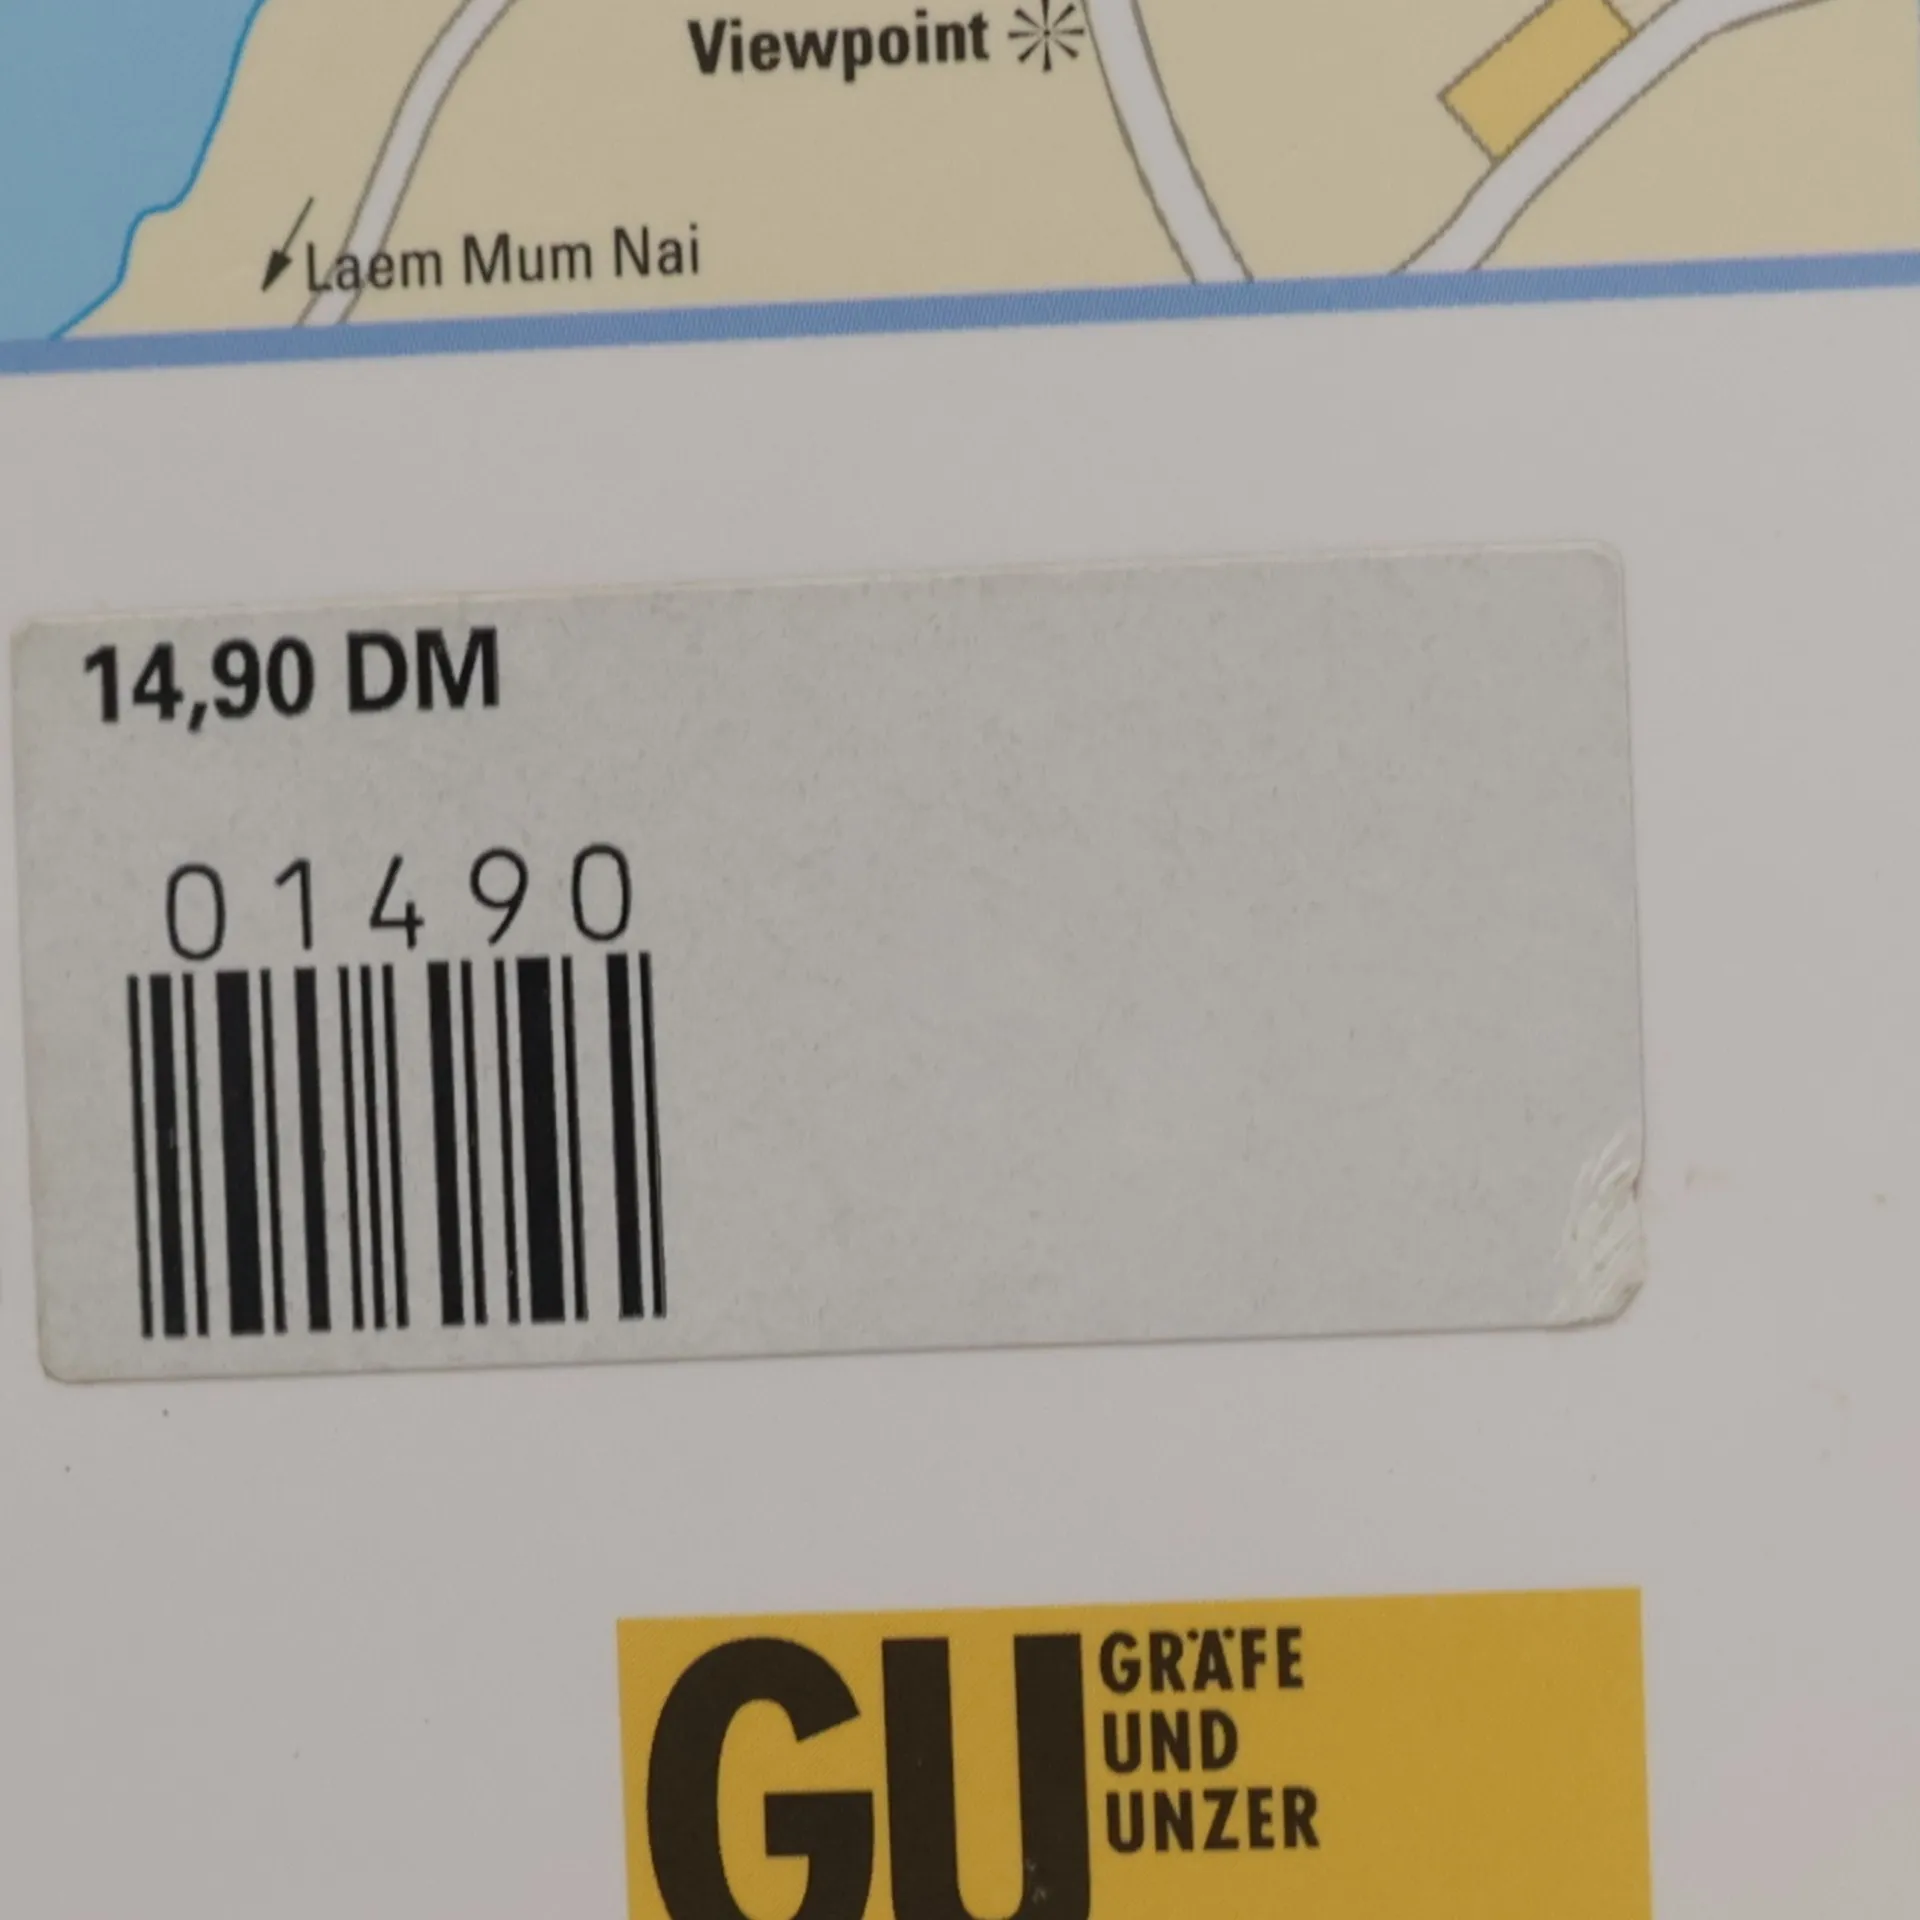 Viewpoint
Laem Mum Nai
14,90 DM
01490
GU
GRÄFE
UND
UNZER